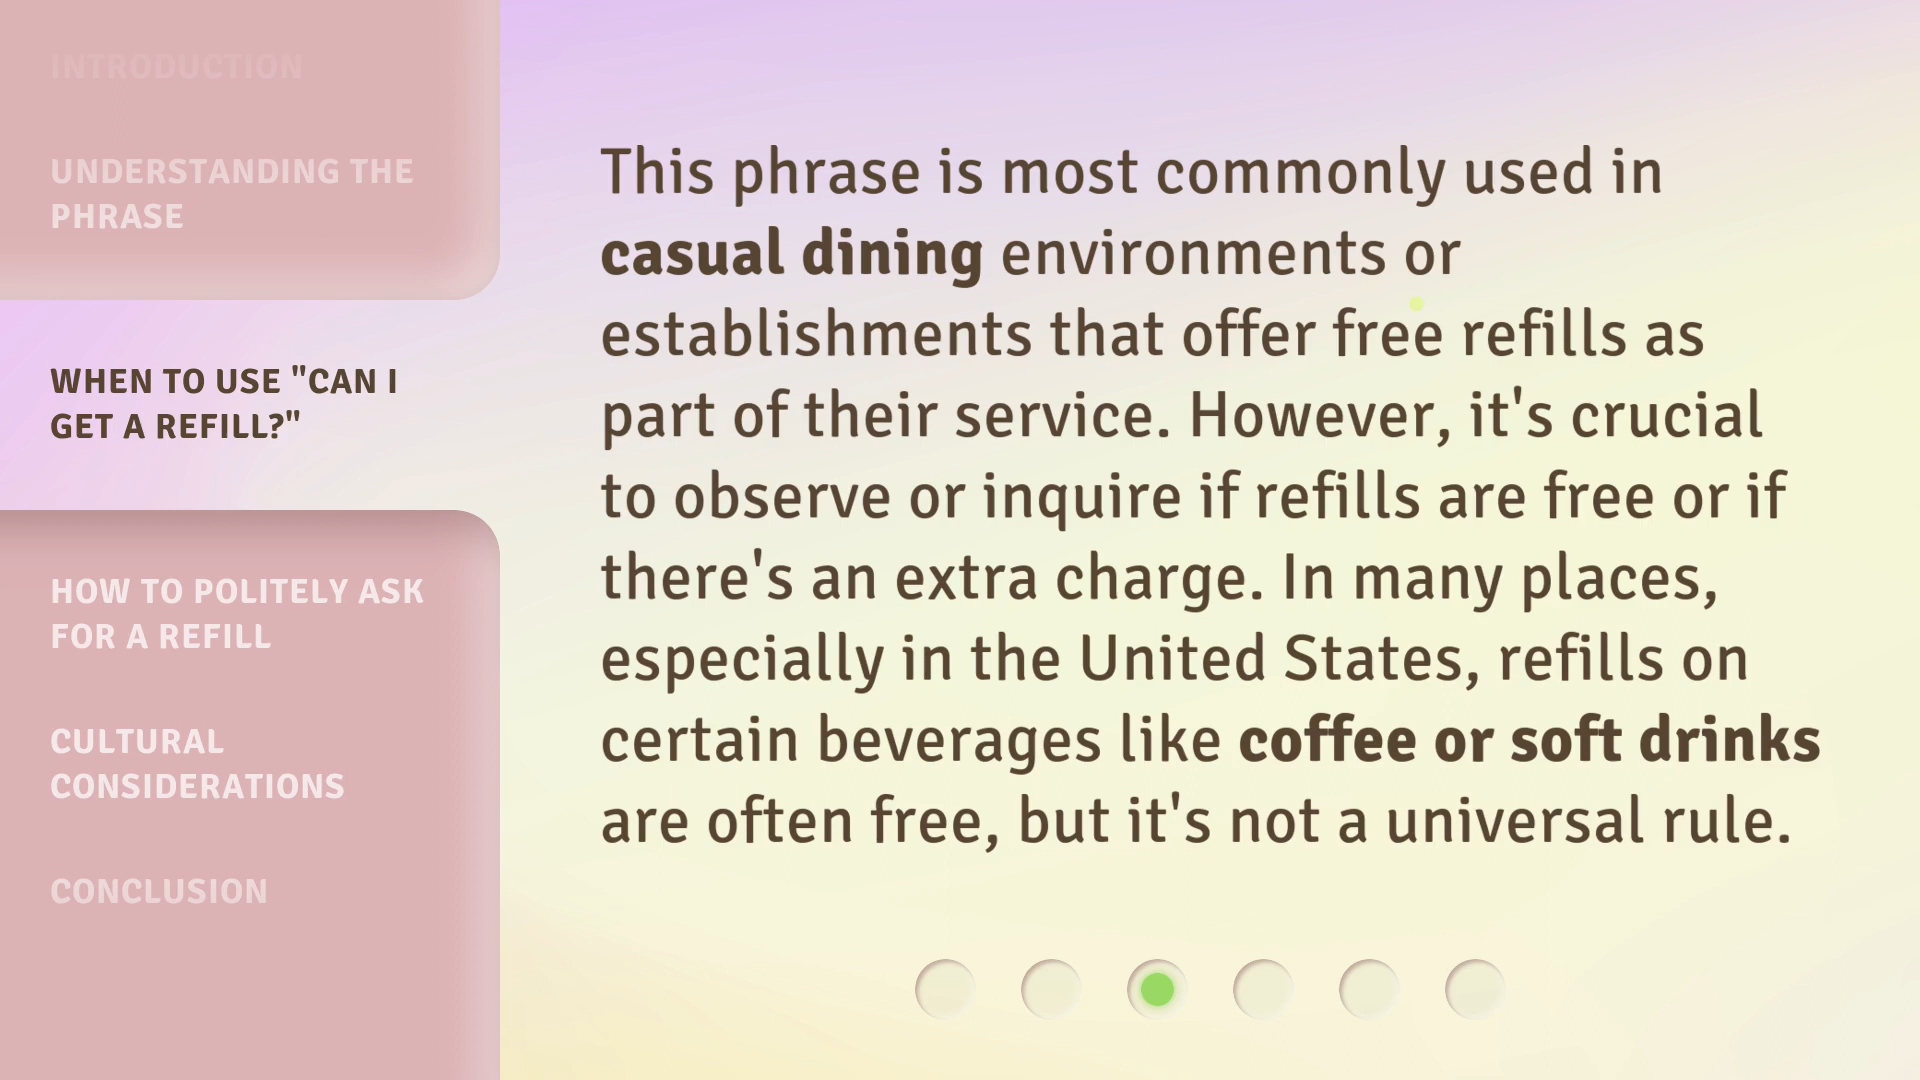 INTRODUCTION
UNDERSTANDING THE
PHRASE
WHEN TO USE "CAN I
GET A REFILL?"
HOW TO POLITELY ASK
FOR A REFILL
CULTURAL
CONSIDERATIONS
CONCLUSION
This phrase is most commonly used in
casual dining environments or
establishments that offer free refills as
part of their service. However, it's crucial
to observe or inquire if refills are free or if
there's an extra charge. In many places,
especially in the United States, refills on
certain beverages like coffee or soft drinks
are often free, but it's not a universal rule.